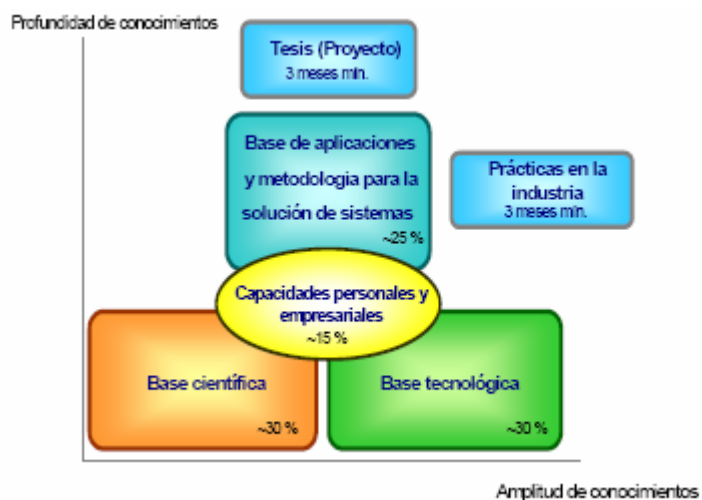 Profundidad de conocimientos
Tesis (Proyecto)
3 meses mín.
Base de aplicaciones
y metodología para la
solución de sistemas
~25 %
Prácticas en la
industria
3 meses mín.
Capacidades personales y
empresariales
~15 %
Base científica
~30 %
Base tecnológica
~30 %
Amplitud de conocimientos